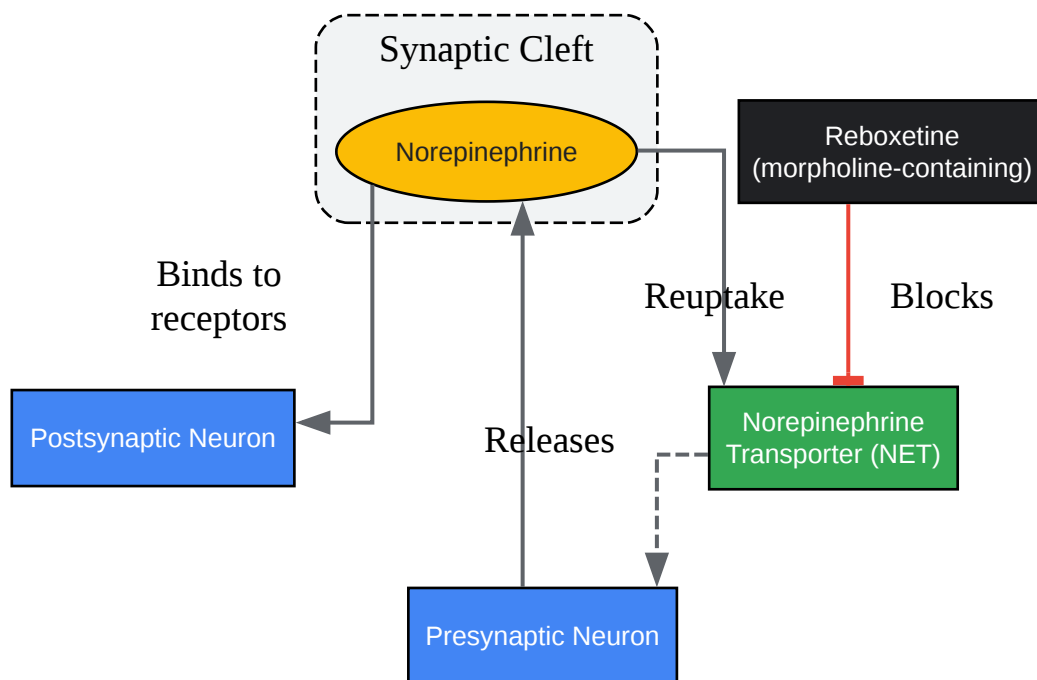 Synaptic Cleft
Norepinephrine
Reboxetine
(morpholine-containing)
Binds to
receptors
Reuptake
Blocks
Postsynaptic Neuron
Releases
Norepinephrine
Transporter (NET)
Presynaptic Neuron